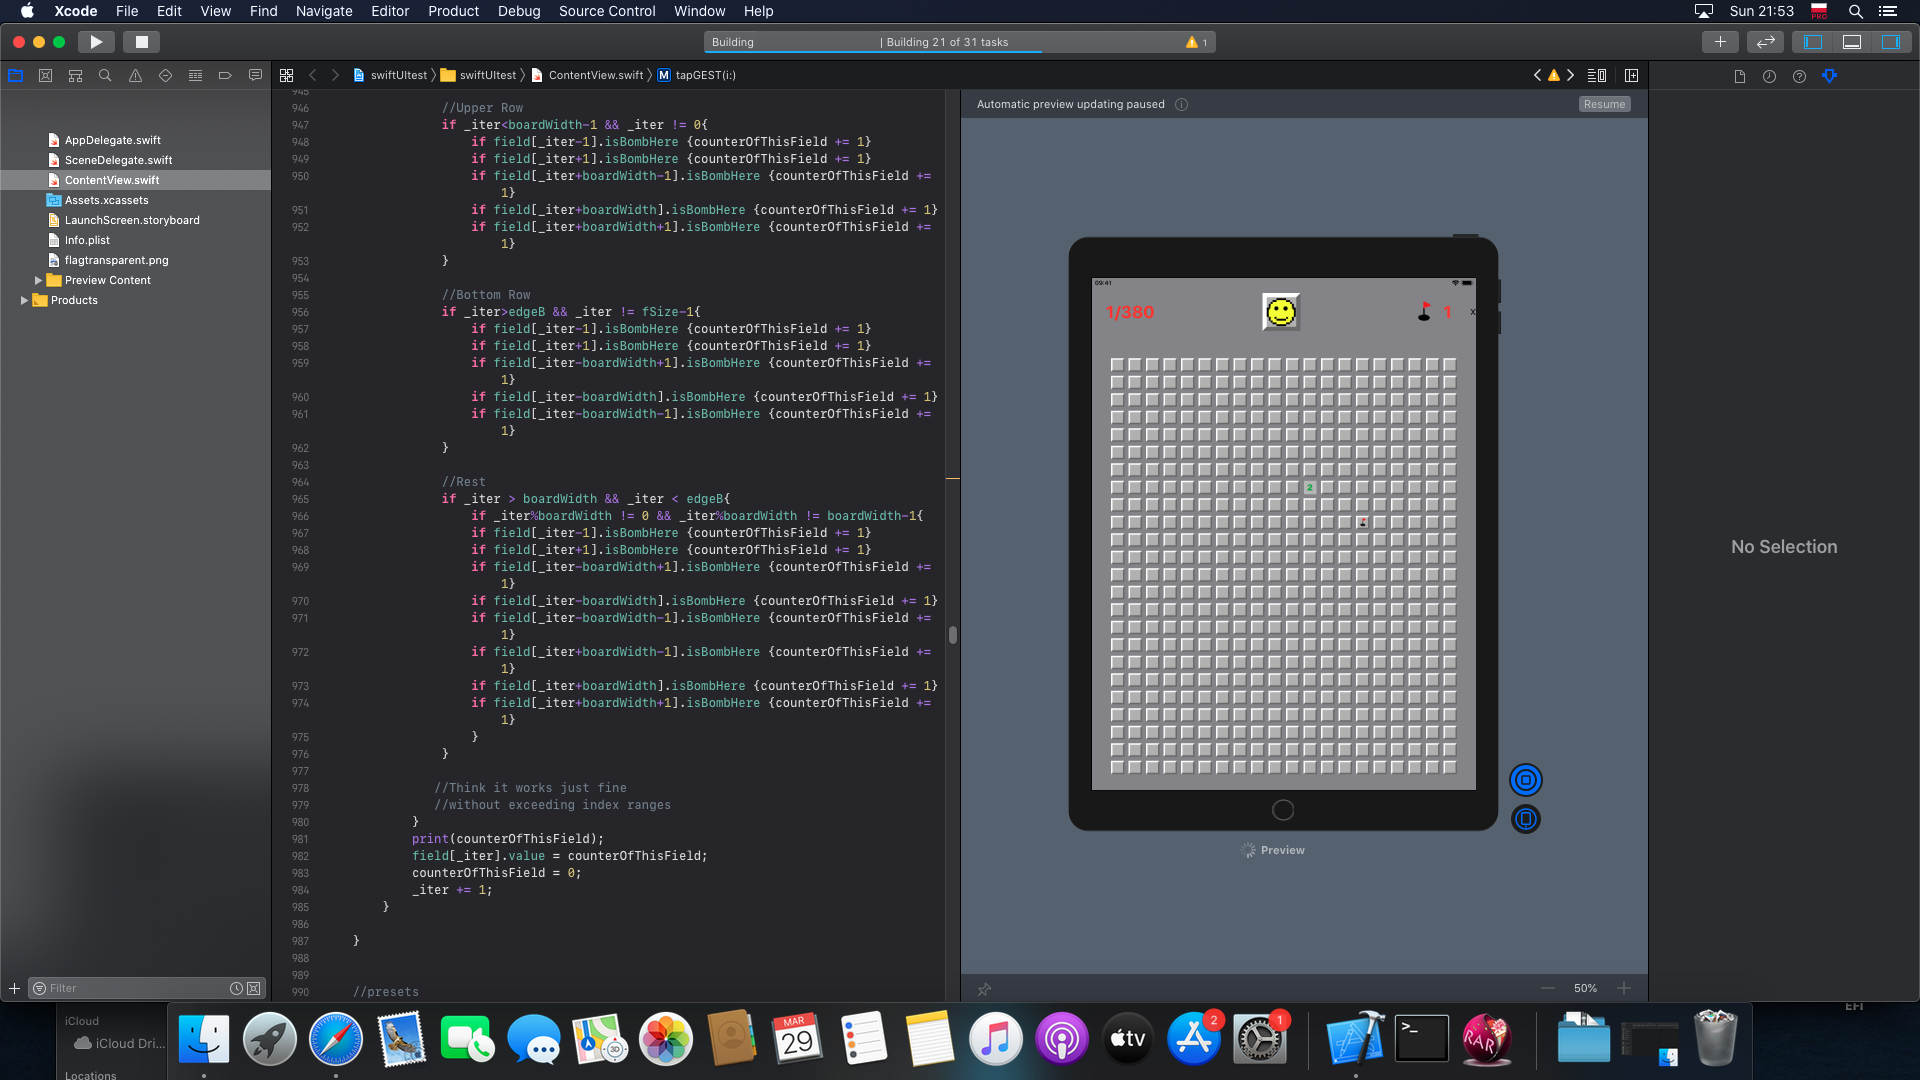 Xcode File Edit View Find Navigate Editor Product Debug Source Control Window Help
Sun 21:53
PRO
Building | Building 21 of 31 tasks
1
swiftUItest
swiftUItest
ContentView.swift
M tapGEST(i:)
AppDelegate.swift
SceneDelegate.swift
ContentView.swift
Assets.xcassets
LaunchScreen.storyboard
Info.plist
flagtransparent.png
Preview Content
Products
Filter
945
946 //Upper Row
947 if _iter<boardWidth-1 && _iter != 0{
948 if field[_iter-1].isBombHere {counterOfThisField += 1}
949 if field[_iter+1].isBombHere {counterOfThisField += 1}
950 if field[_iter+boardWidth-1].isBombHere {counterOfThisField +=
1}
951 if field[_iter+boardWidth].isBombHere {counterOfThisField += 1}
952 if field[_iter+boardWidth+1].isBombHere {counterOfThisField +=
1}
953 }
954
955 //Bottom Row
956 if _iter>edgeB && _iter != fSize-1{
957 if field[_iter-1].isBombHere {counterOfThisField += 1}
958 if field[_iter+1].isBombHere {counterOfThisField += 1}
959 if field[_iter-boardWidth+1].isBombHere {counterOfThisField +=
1}
960 if field[_iter-boardWidth].isBombHere {counterOfThisField += 1}
961 if field[_iter-boardWidth-1].isBombHere {counterOfThisField +=
1}
962 }
963
964 //Rest
965 if _iter > boardWidth && _iter < edgeB{
966 if _iter%boardWidth != 0 && _iter%boardWidth != boardWidth-1{
967 if field[_iter-1].isBombHere {counterOfThisField += 1}
968 if field[_iter+1].isBombHere {counterOfThisField += 1}
969 if field[_iter-boardWidth+1].isBombHere {counterOfThisField +=
1}
970 if field[_iter-boardWidth].isBombHere {counterOfThisField += 1}
971 if field[_iter-boardWidth-1].isBombHere {counterOfThisField +=
1}
972 if field[_iter+boardWidth-1].isBombHere {counterOfThisField +=
1}
973 if field[_iter+boardWidth].isBombHere {counterOfThisField += 1}
974 if field[_iter+boardWidth+1].isBombHere {counterOfThisField +=
1}
975 }
976 }
977
978 //Think it works just fine
979 //without exceeding index ranges
980 }
981 print(counterOfThisField);
982 field[_iter].value = counterOfThisField;
983 counterOfThisField = 0;
984 _iter += 1;
985 }
986
987 }
988
989
990 //presets
Automatic preview updating paused
Resume
09:41
1/380
1
x
2
Preview
50%
No Selection
iCloud
iCloud Dri...
Locations
EFI
3D
MAR
29
tv
2
1
>_
RAR